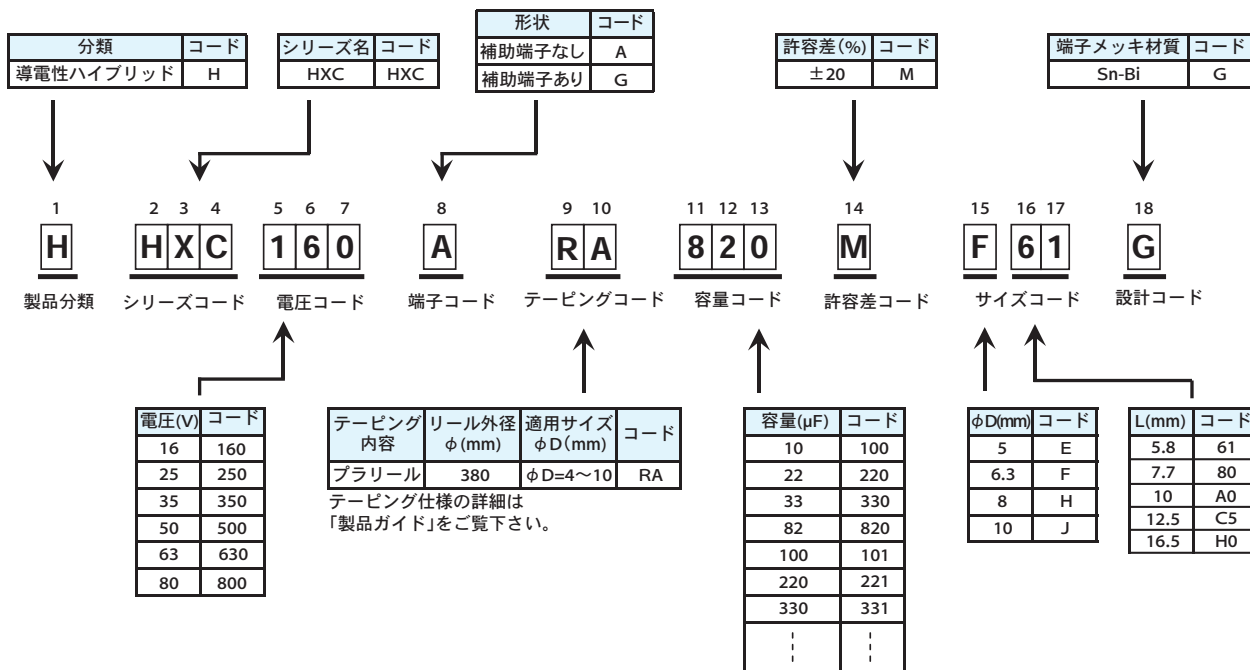 形状 コード
補助端子なし A
補助端子あり G
分類 コード
導電性ハイブリッド H
シリーズ名 コード
HXC HXC
許容差(%) コード
±20 M
端子メッキ材質 コード
Sn-Bi G
1 2 3 4 5 6 7 8 9 10 11 12 13 14 15 16 17 18
H H X C 1 6 0 A R A 8 2 0 M F 6 1 G
製品分類 シリーズコード 電圧コード 端子コード テーピングコード 容量コード 許容差コード サイズコード 設計コード
電圧(V) コード
16 160
25 250
35 350
50 500
63 630
80 800
テーピング内容 リール外径φ(mm) 適用サイズφD(mm) コード
プラリール 380 φD=4～10 RA
テーピング仕様の詳細は
「製品ガイド」をご覧下さい。
容量(μF) コード
10 100
22 220
33 330
82 820
100 101
220 221
330 331
φD(mm) コード
5 E
6.3 F
8 H
10 J
L(mm) コード
5.8 61
7.7 80
10 A0
12.5 C5
16.5 H0